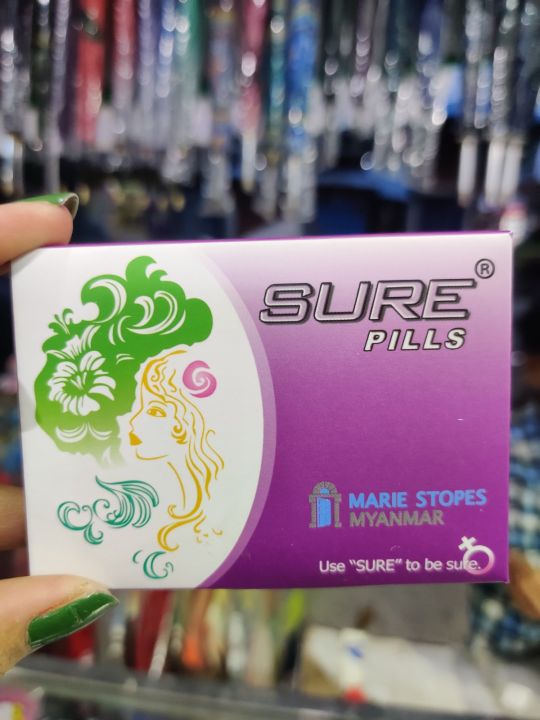 SURE®
PILLS
MARIE STOPES
MYANMAR
Use "SURE" to be sure.